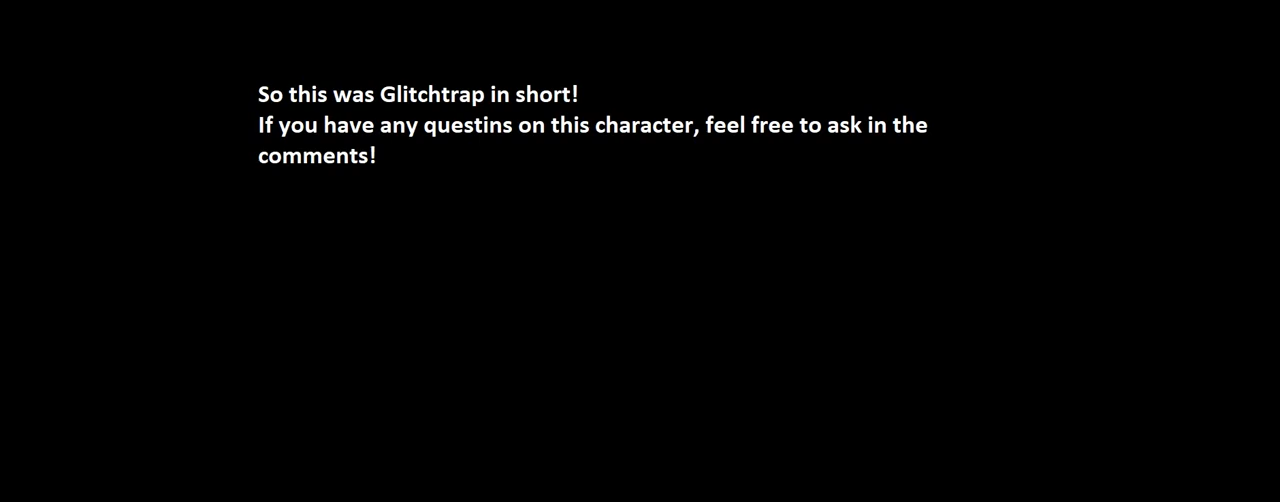 So this was Glitchtrap in short!
If you have any questins on this character, feel free to ask in the
comments!